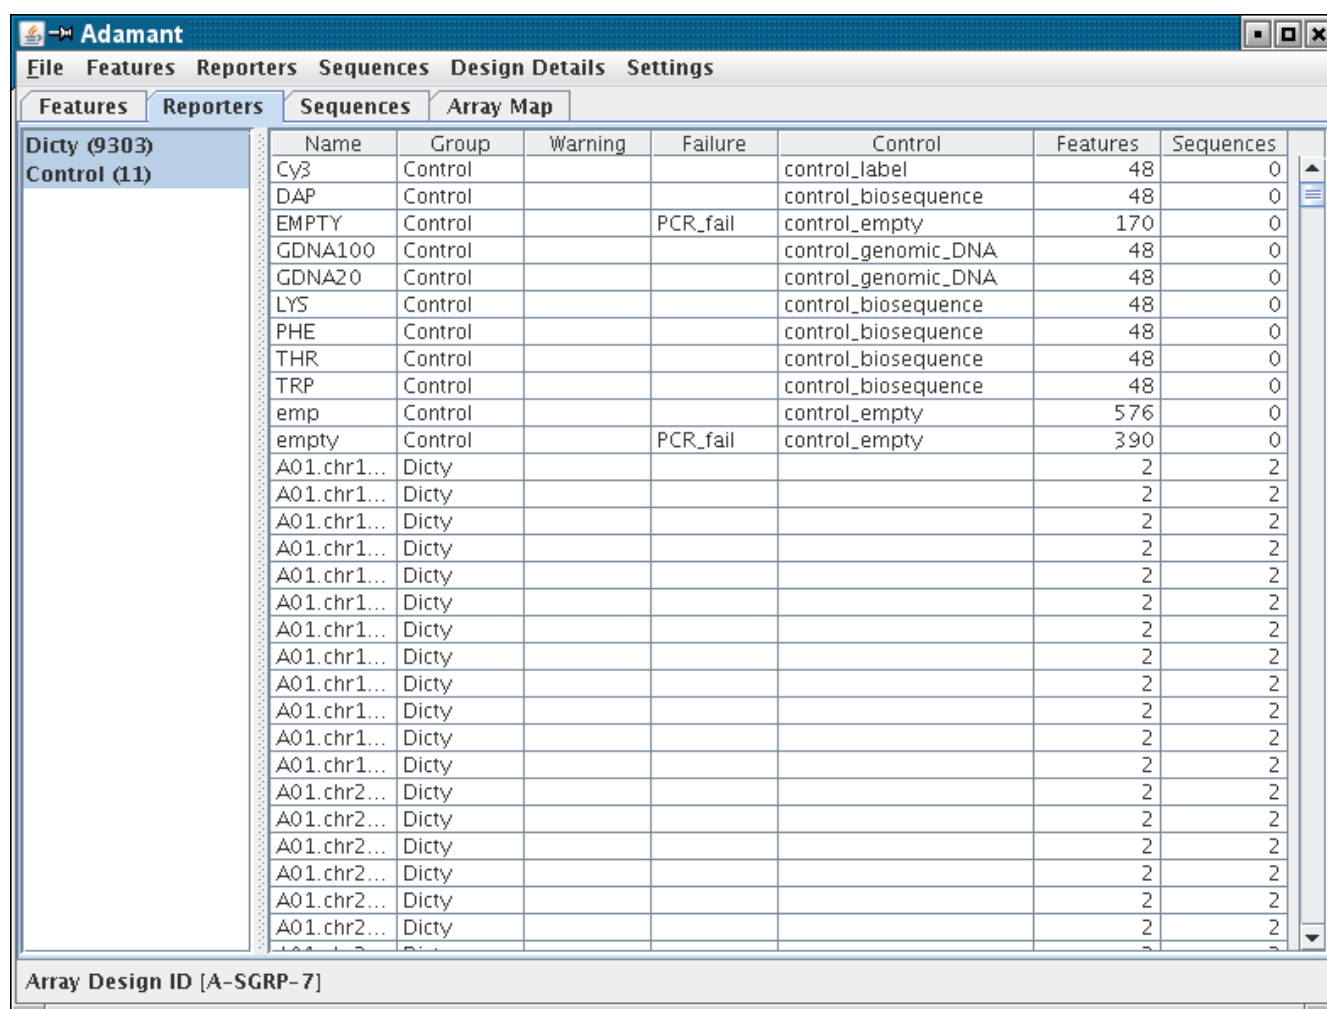 Adamant
File Features Reporters Sequences Design Details Settings
Features Reporters Sequences Array Map
Dicty (9303)
Control (11)
Name Group Warning Failure Control Features Sequences
Cy3 Control control_label 48 0
DAP Control control_biosequence 48 0
EMPTY Control PCR_fail control_empty 170 0
GDNA100 Control control_genomic_DNA 48 0
GDNA20 Control control_genomic_DNA 48 0
LYS Control control_biosequence 48 0
PHE Control control_biosequence 48 0
THR Control control_biosequence 48 0
TRP Control control_biosequence 48 0
emp Control control_empty 576 0
empty Control PCR_fail control_empty 390 0
A01.chr1... Dicty 2 2
A01.chr1... Dicty 2 2
A01.chr1... Dicty 2 2
A01.chr1... Dicty 2 2
A01.chr1... Dicty 2 2
A01.chr1... Dicty 2 2
A01.chr1... Dicty 2 2
A01.chr1... Dicty 2 2
A01.chr1... Dicty 2 2
A01.chr1... Dicty 2 2
A01.chr1... Dicty 2 2
A01.chr1... Dicty 2 2
A01.chr2... Dicty 2 2
A01.chr2... Dicty 2 2
A01.chr2... Dicty 2 2
A01.chr2... Dicty 2 2
A01.chr2... Dicty 2 2
A01.chr2... Dicty 2 2
Array Design ID [A-SGRP-7]